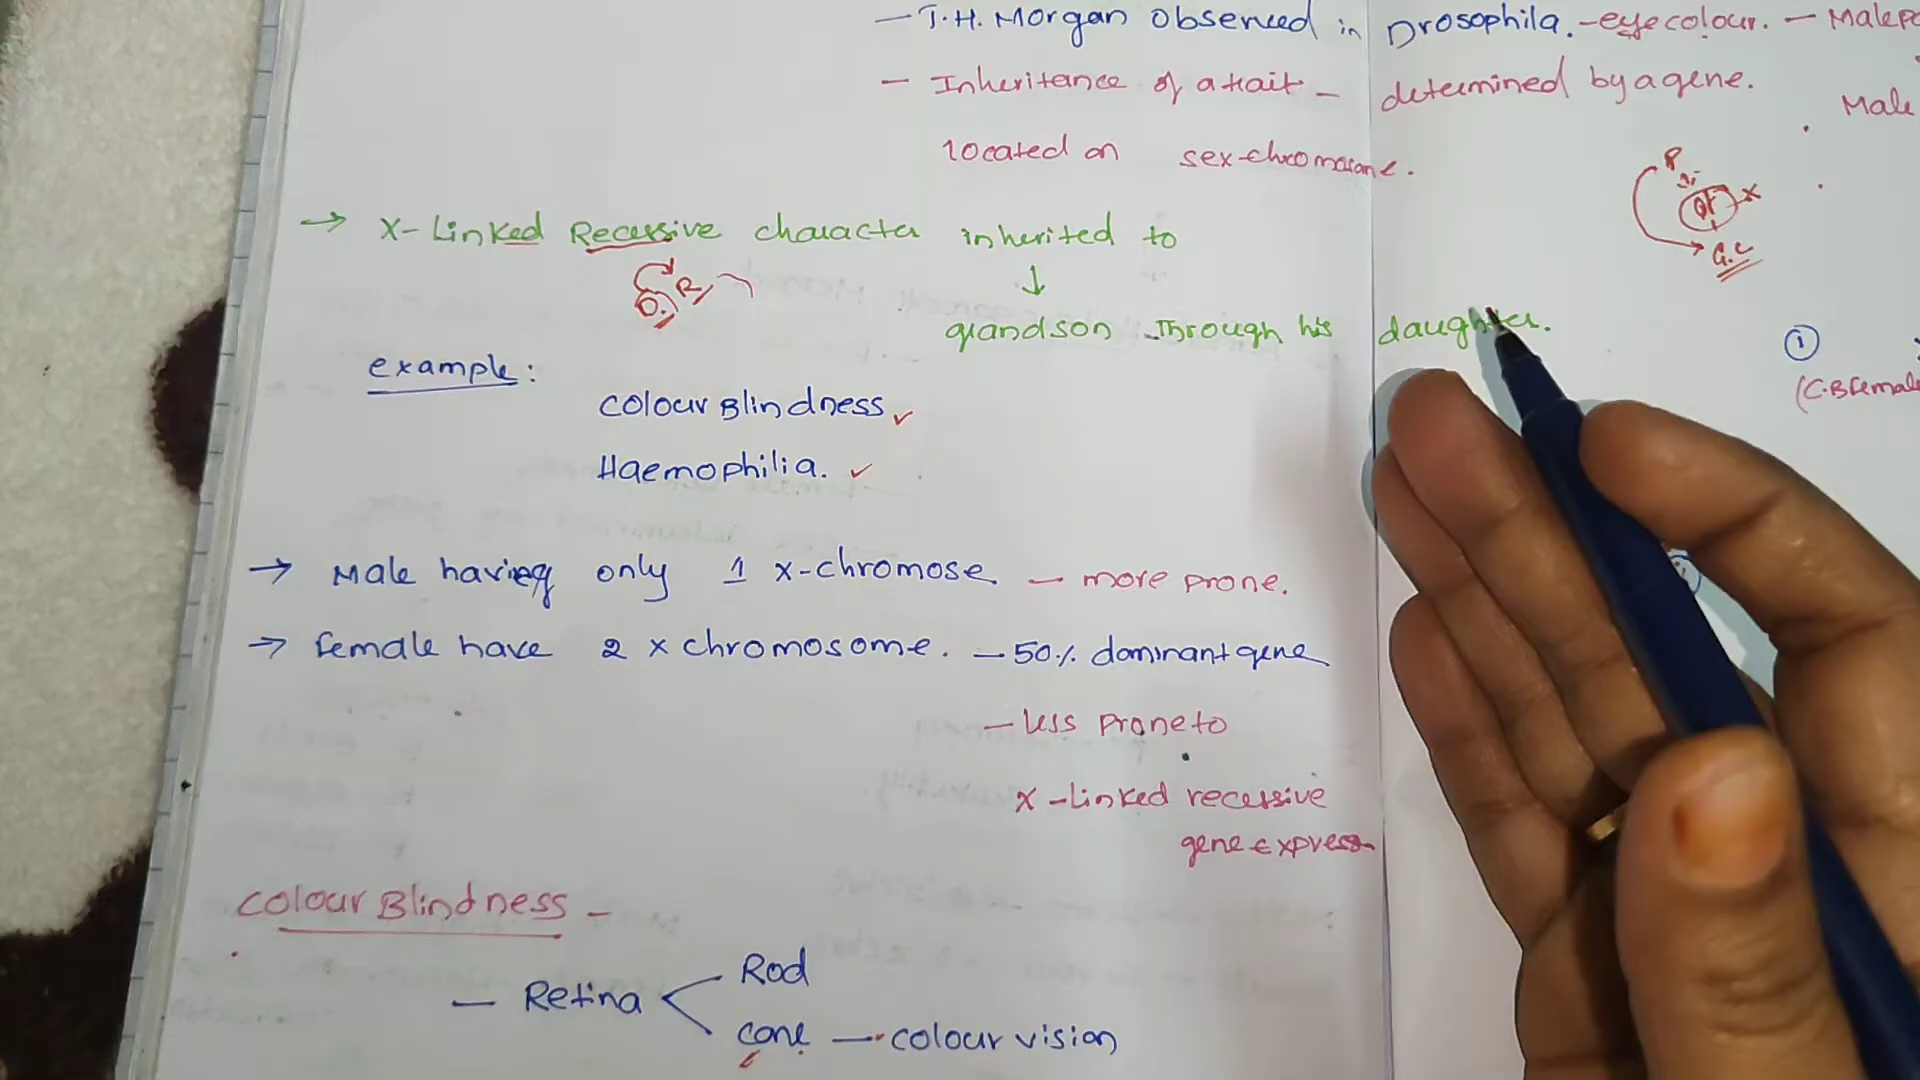 - T.H. Morgan observed in Drosophila. - eye colour. - Male
- Inheritance of a trait - determined by a gene.
Male
located on sex-chromosome.
P
X
G.C
→ X-Linked Recessive character inherited to
↓
grandson Through his daughter.
D. R
example:
①
(C.B Female
Colour Blindness ✓
Haemophilia. ✓
→ Male having only 1 x-chromose - more prone.
→ female have 2 x chromosome. - 50% dominant gene
- less prone to
X-linked recessive
gene express
Colour Blindness -
- Retina < Rod
cone - colour vision